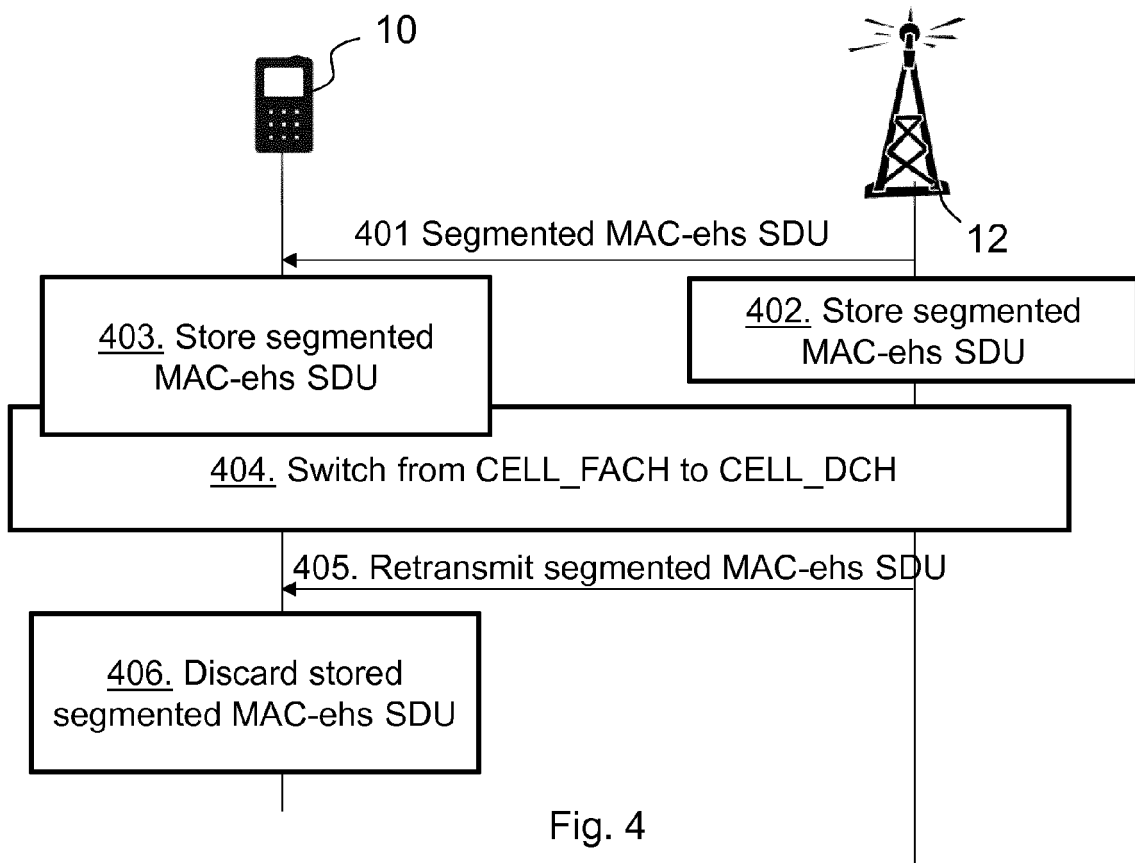 10
12
401 Segmented MAC-ehs SDU
402. Store segmented
MAC-ehs SDU
403. Store segmented
MAC-ehs SDU
404. Switch from CELL_FACH to CELL_DCH
405. Retransmit segmented MAC-ehs SDU
406. Discard stored
segmented MAC-ehs SDU
Fig. 4